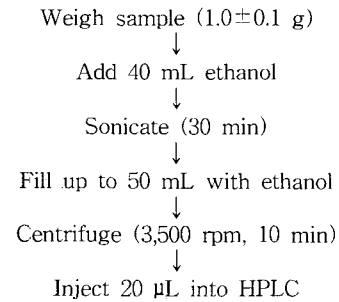 Weigh sample (1.0±0.1 g)
↓
Add 40 mL ethanol
↓
Sonicate (30 min)
↓
Fill up to 50 mL with ethanol
↓
Centrifuge (3,500 rpm, 10 min)
↓
Inject 20 μL into HPLC